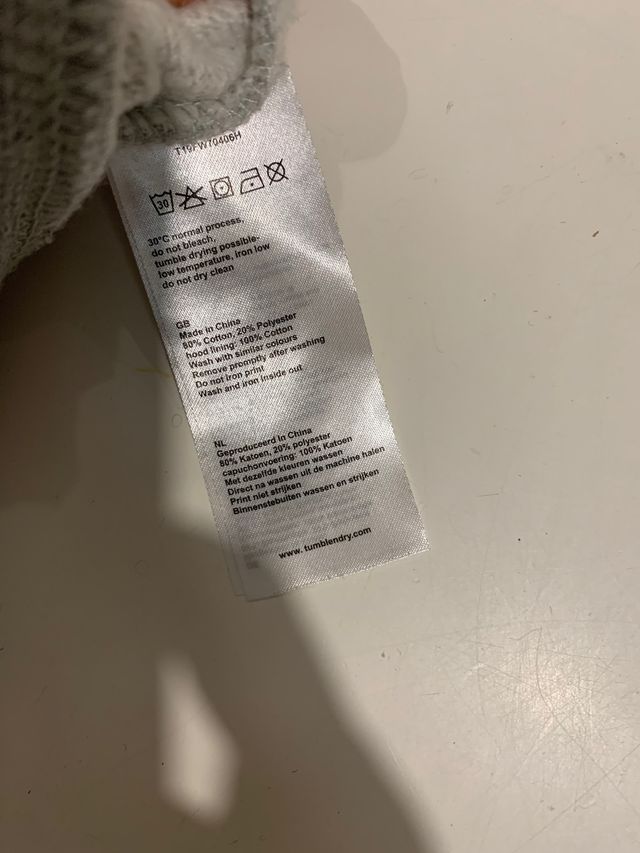 T19FW70406H
30
30°C normal process,
do not bleach,
tumble drying possible-
low temperature, iron low
do not dry clean
GB
Made in China
80% Cotton, 20% Polyester
hood lining: 100% Cotton
Wash with similar colours
Remove promptly after washing
Do not iron print
Wash and iron inside out
NL
Geproduceerd in China
80% Katoen, 20% polyester
capuchonvoering: 100% Katoen
Met dezelfde kleuren wassen
Direct na wassen uit de machine halen
Print niet strijken
Binnenstebuiten wassen en strijken
www.tumblendry.com